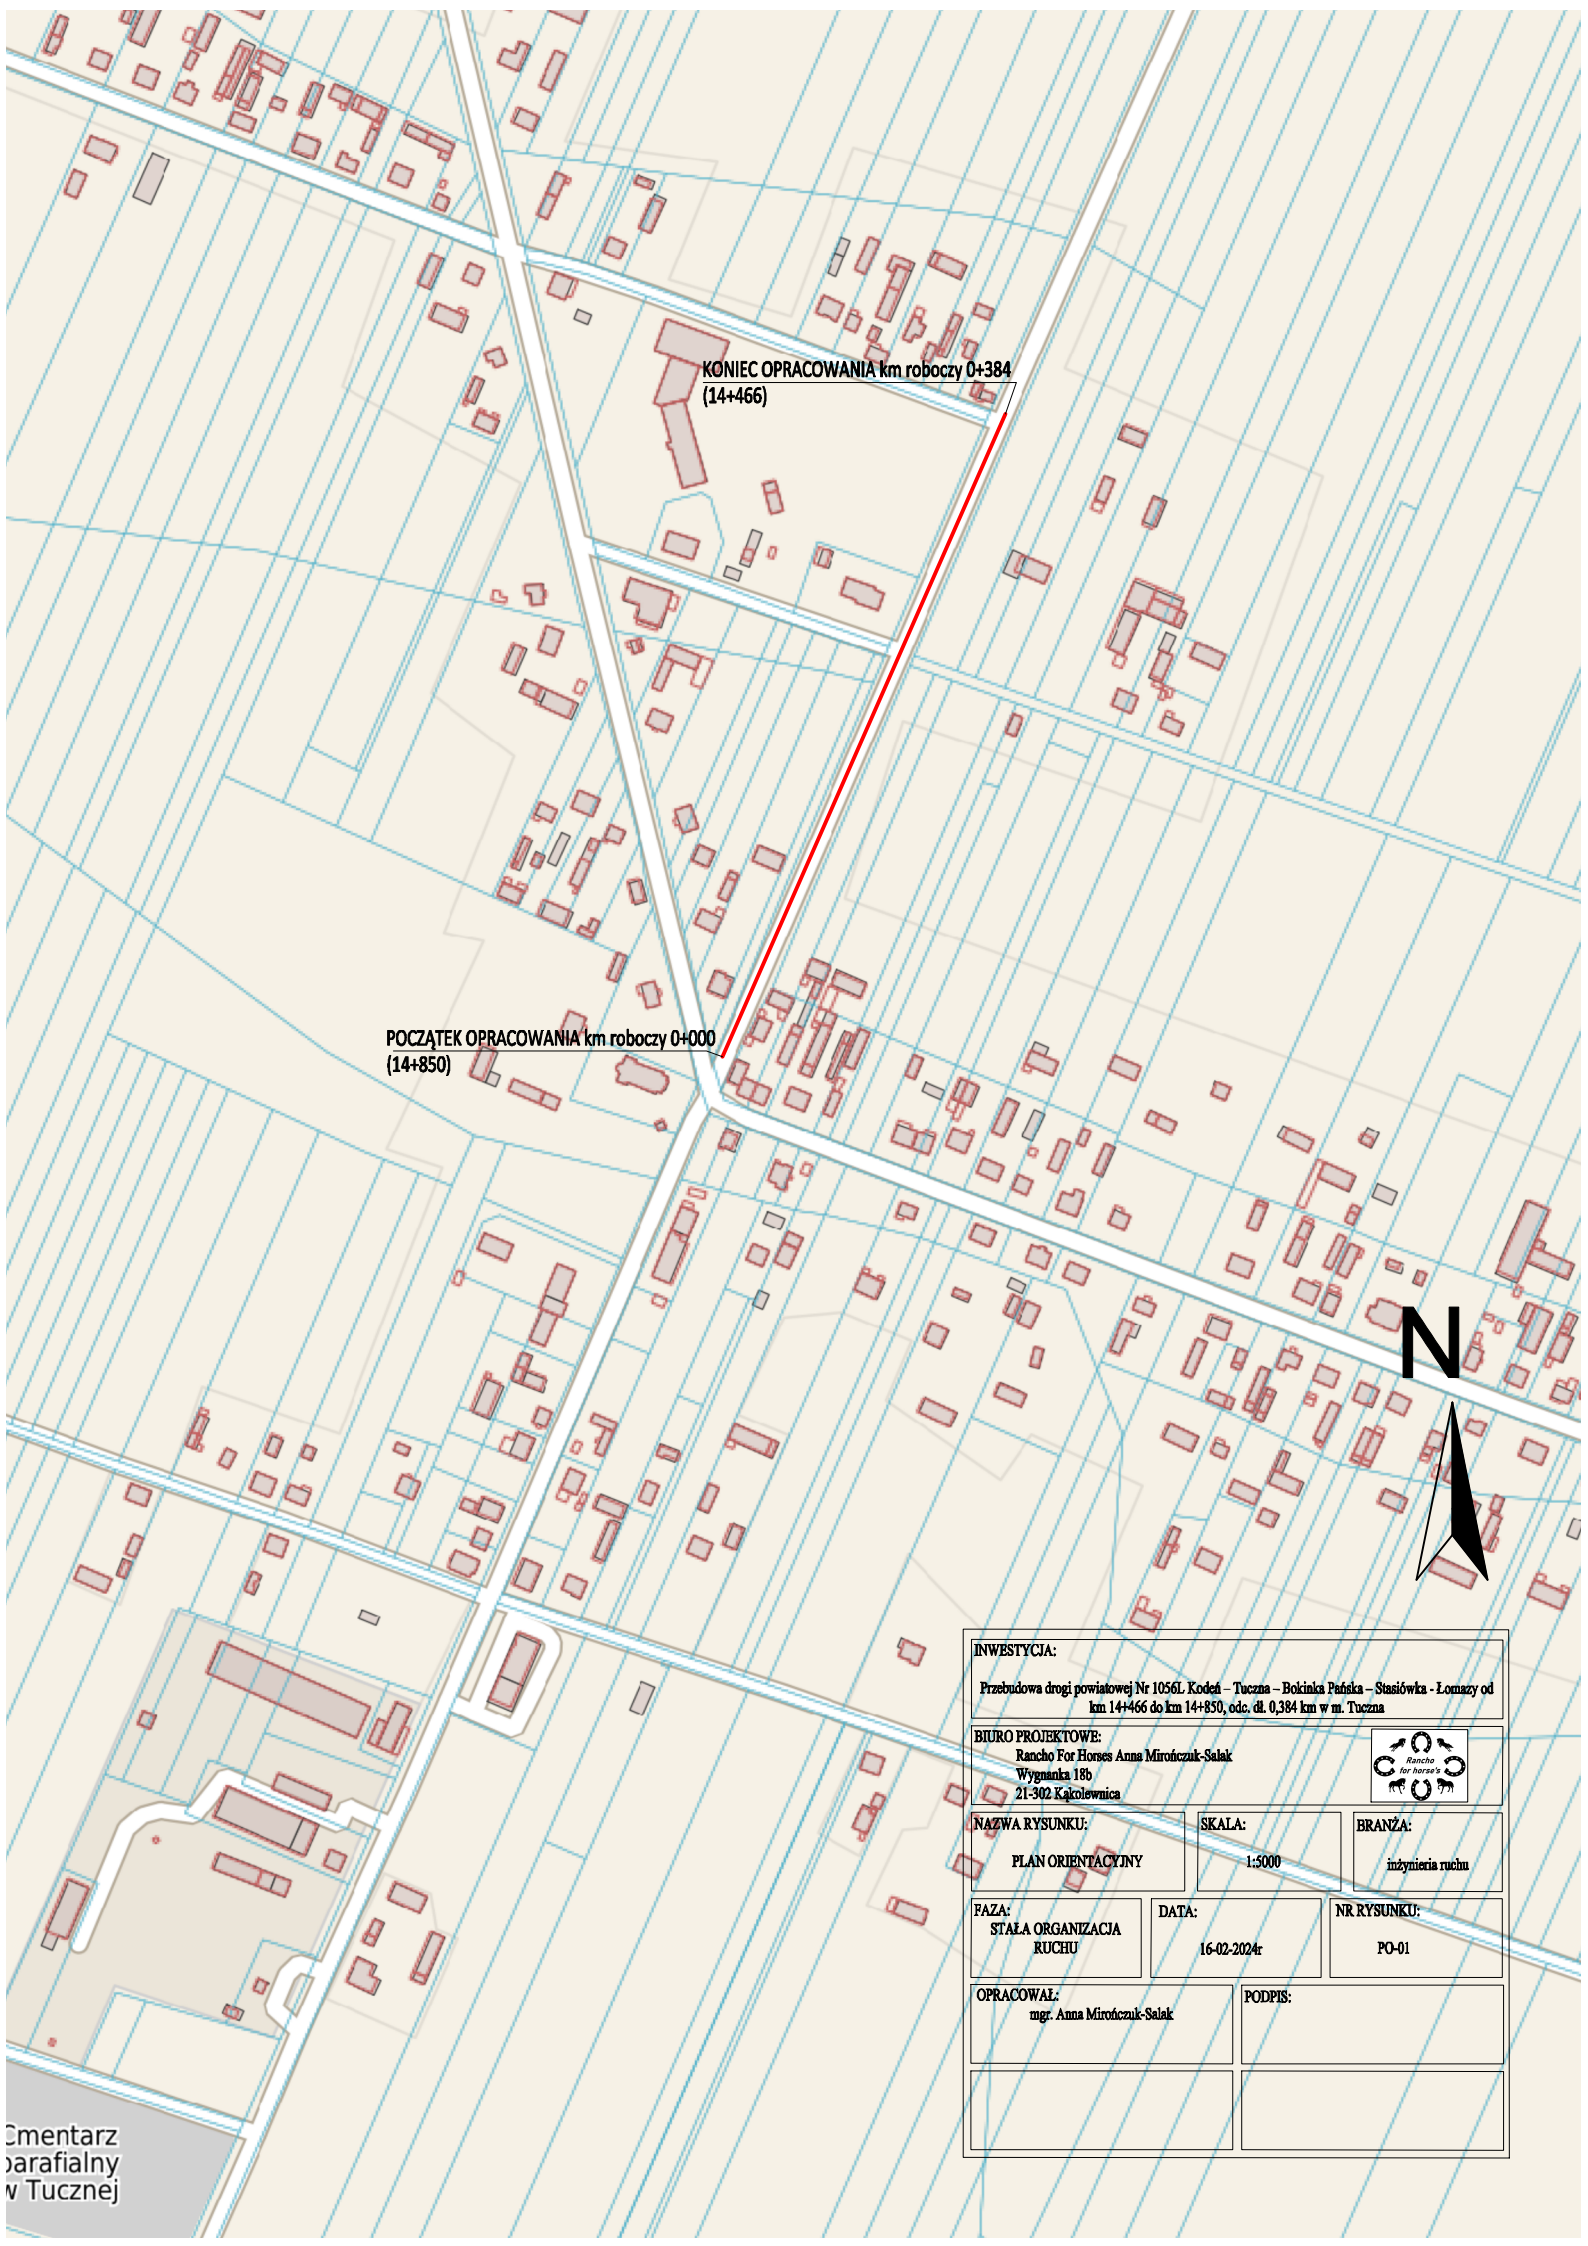 KONIEC OPRACOWANIA km roboczy 0+384
(14+466)
POCZĄTEK OPRACOWANIA km roboczy 0+000
(14+850)
N
INWESTYCJA:
Przebudowa drogi powiatowej Nr 1056L Kodeń – Tuczna – Bokinka Pańska – Stasiówka - Łomazy od
km 14+466 do km 14+850, odc. dł. 0,384 km w m. Tuczna
BIURO PROJEKTOWE:
Rancho For Horses Anna Mirończuk-Salak
Wygnanka 18b
21-302 Kąkolewnica
Rancho
for horse's
NAZWA RYSUNKU:
PLAN ORIENTACYJNY
SKALA:
1:5000
BRANŻA:
inżynieria ruchu
FAZA:
STAŁA ORGANIZACJA
RUCHU
DATA:
16-02-2024r
NR RYSUNKU:
PO-01
OPRACOWAŁ:
mgr. Anna Mirończuk-Salak
PODPIS:
Cmentarz
parafialny
w Tucznej